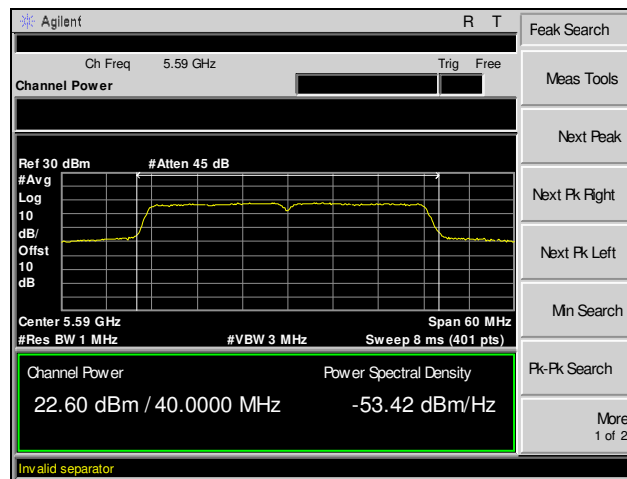 Agilent
R T
Ch Freq 5.59 GHz
Trig Free
Channel Power
Ref 30 dBm
#Atten 45 dB
#Avg
Log
10
dB/
Offst
10
dB
Center 5.59 GHz
Span 60 MHz
#Res BW 1 MHz
#VBW 3 MHz
Sweep 8 ms (401 pts)
Channel Power
Power Spectral Density
22.60 dBm / 40.0000 MHz
-53.42 dBm/Hz
Invalid separator
Feak Search
Meas Tools
Next Peak
Next Pk Right
Next Pk Left
Min Search
Pk-Pk Search
More
1 of 2